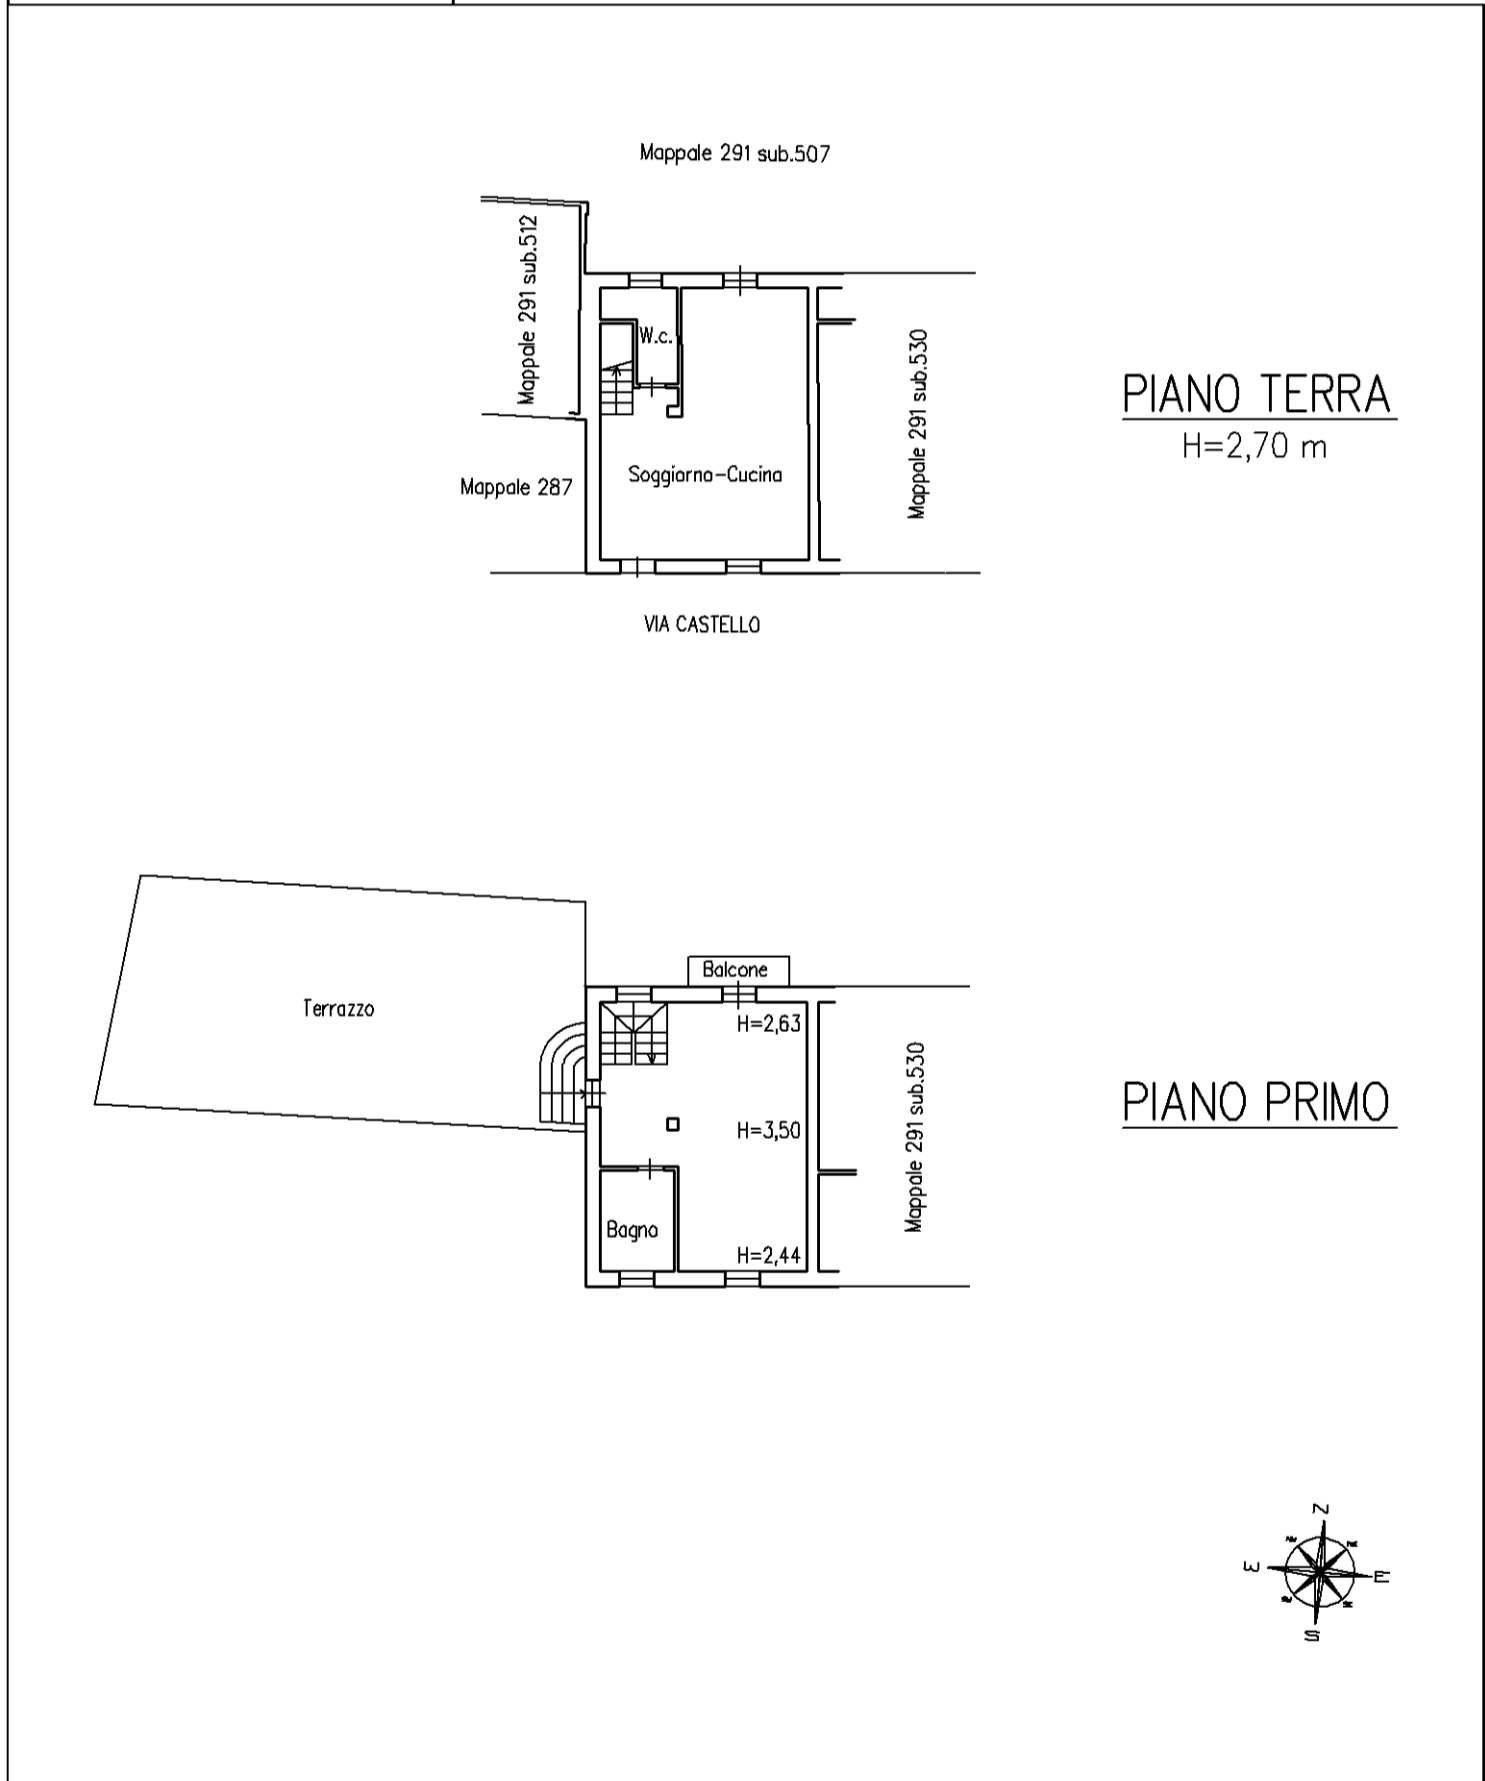 Mappale 291 sub.507
Mappale 291 sub.512
W.c.
Mappale 291 sub.530
PIANO TERRA
H=2,70 m
Soggiorno-Cucina
Mappale 287
VIA CASTELLO
Balcone
Terrazzo
H=2,63
Mappale 291 sub.530
PIANO PRIMO
H=3,50
Bagno
H=2,44
N
W
E
S